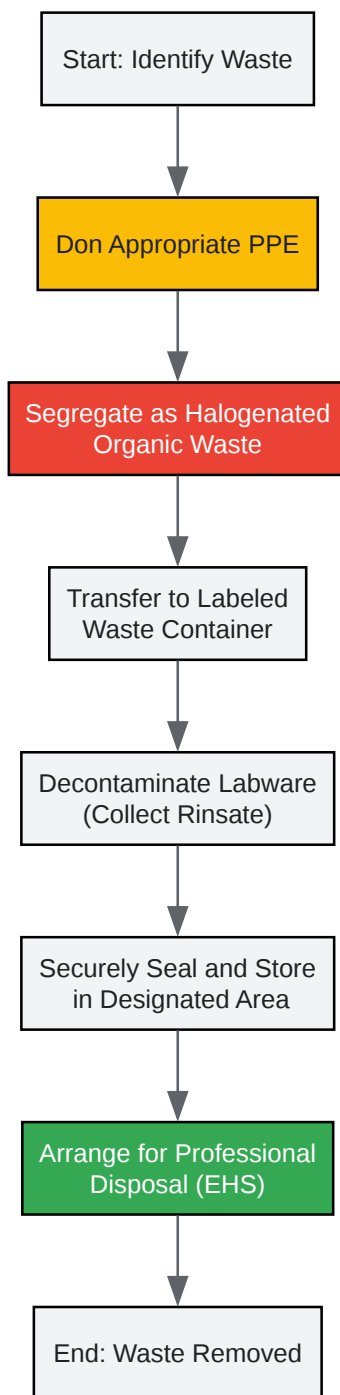 Start: Identify Waste
Don Appropriate PPE
Segregate as Halogenated
Organic Waste
Transfer to Labeled
Waste Container
Decontaminate Labware
(Collect Rinsate)
Securely Seal and Store
in Designated Area
Arrange for Professional
Disposal (EHS)
End: Waste Removed